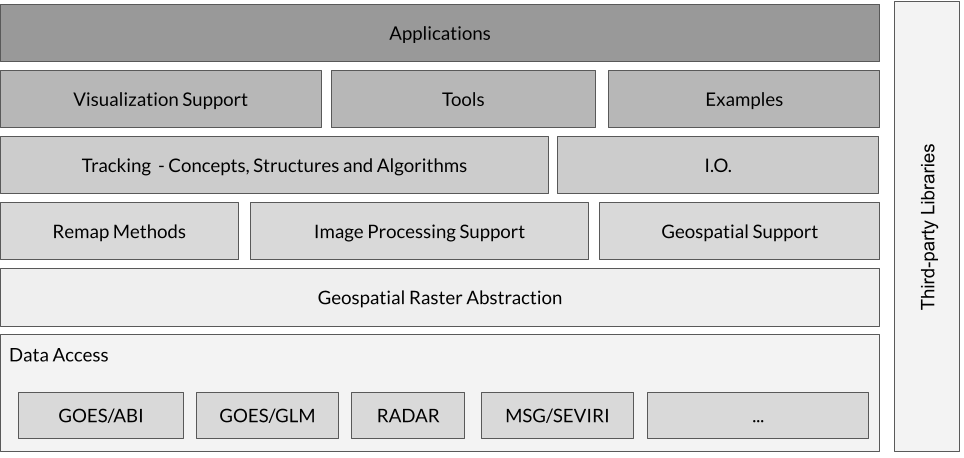 Applications
Visualization Support
Tools
Examples
Tracking - Concepts, Structures and Algorithms
I.O.
Remap Methods
Image Processing Support
Geospatial Support
Geospatial Raster Abstraction
Data Access
GOES/ABI
GOES/GLM
RADAR
MSG/SEVIRI
...
Third-party Libraries